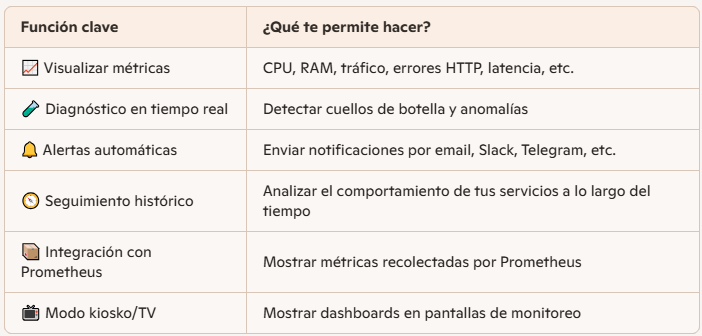 Función clave
¿Qué te permite hacer?
📈 Visualizar métricas
CPU, RAM, tráfico, errores HTTP, latencia, etc.
🧪 Diagnóstico en tiempo real
Detectar cuellos de botella y anomalías
🔔 Alertas automáticas
Enviar notificaciones por email, Slack, Telegram, etc.
🧭 Seguimiento histórico
Analizar el comportamiento de tus servicios a lo largo del
tiempo
📦 Integración con
Prometheus
Mostrar métricas recolectadas por Prometheus
📺 Modo kiosko/TV
Mostrar dashboards en pantallas de monitoreo